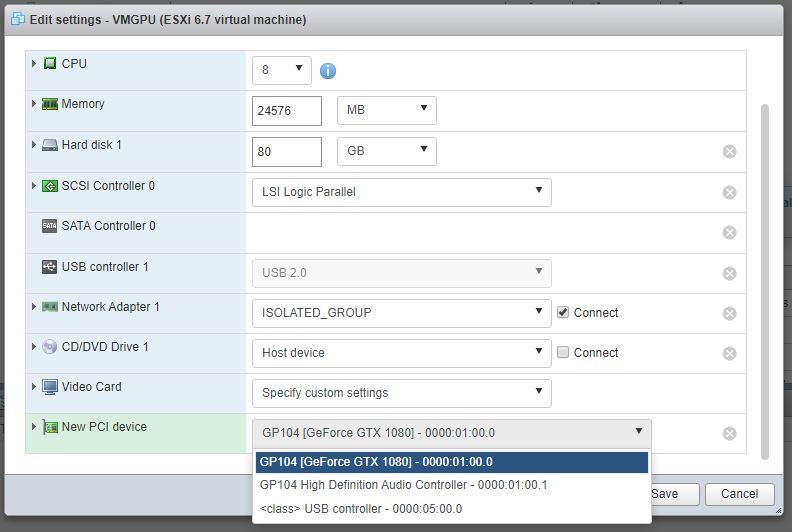 Edit settings - VMGPU (ESXi 6.7 virtual machine)
CPU 8
Memory 24576 MB
Hard disk 1 80 GB
SCSI Controller 0 LSI Logic Parallel
SATA SATA Controller 0
USB controller 1 USB 2.0
Network Adapter 1 ISOLATED_GROUP Connect
CD/DVD Drive 1 Host device Connect
Video Card Specify custom settings
New PCI device GP104 [GeForce GTX 1080] - 0000:01:00.0
GP104 [GeForce GTX 1080] - 0000:01:00.0
GP104 High Definition Audio Controller - 0000:01:00.1
<class> USB controller - 0000:05:00.0
Save Cancel